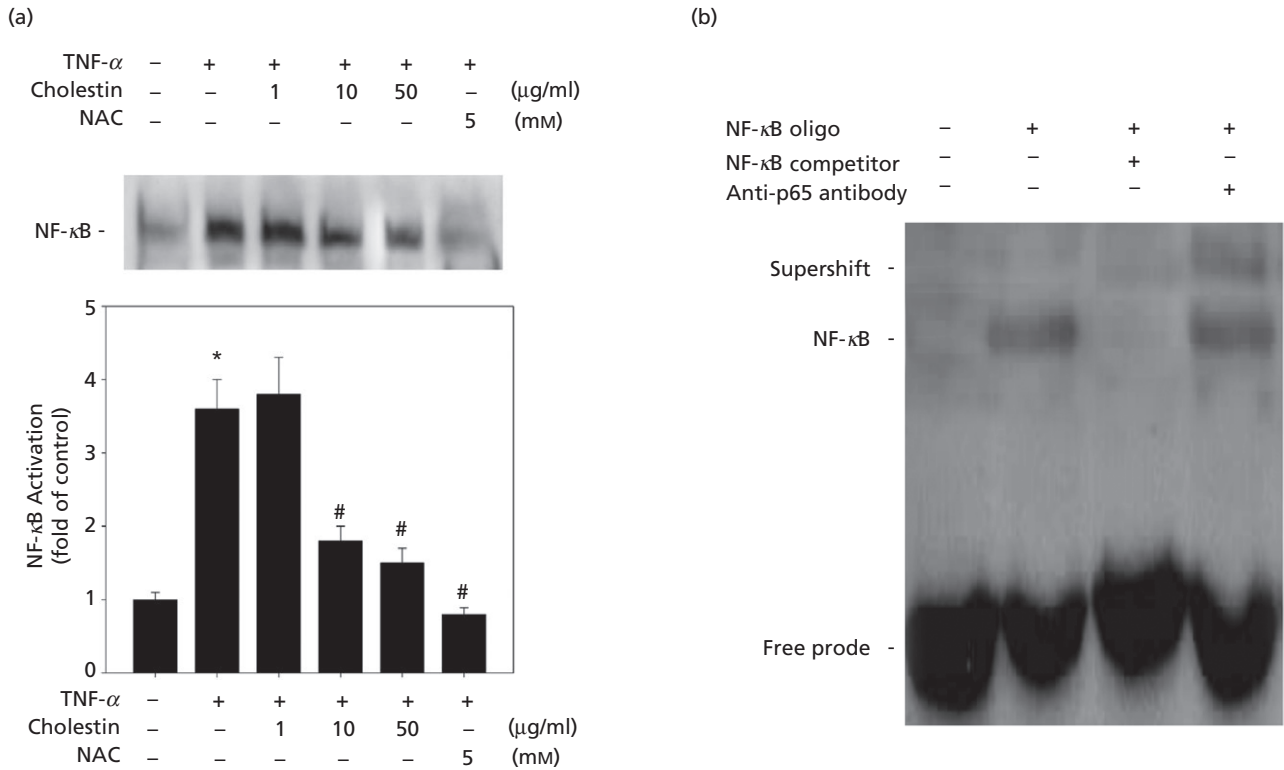 (a)
TNF-α – + + + + +
Cholestin – – 1 10 50 – (µg/ml)
NAC – – – – – 5 (mM)
NF-κB -
5
4
3
2
1
0
NF-κB Activation
(fold of control)
*
#
#
#
TNF-α – + + + + +
Cholestin – – 1 10 50 – (µg/ml)
NAC – – – – – 5 (mM)
(b)
NF-κB oligo – + + +
NF-κB competitor – – + –
Anti-p65 antibody – – – +
Supershift -
NF-κB -
Free prode -